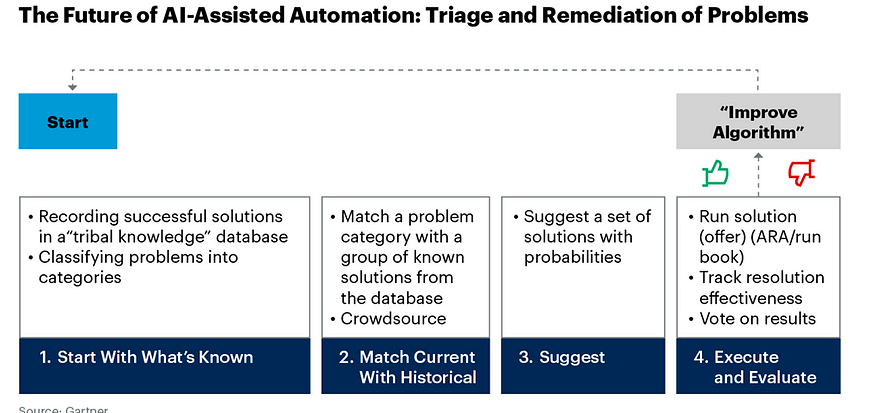 The Future of AI-Assisted Automation: Triage and Remediation of Problems
Start
“Improve
Algorithm”
• Recording successful solutions
in a“tribal knowledge” database
• Classifying problems into
categories
1. Start With What’s Known
• Match a problem
category with a
group of known
solutions from
the database
• Crowdsource
2. Match Current
With Historical
• Suggest a set of
solutions with
probabilities
3. Suggest
• Run solution
(offer) (ARA/run
book)
• Track resolution
effectiveness
• Vote on results
4. Execute
and Evaluate
Source: Gartner